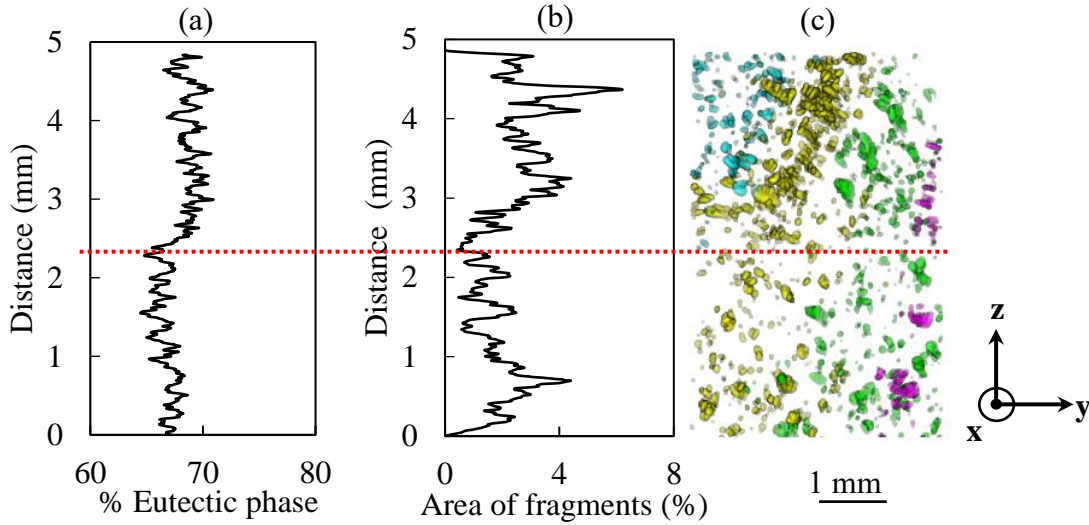 (a)
(b)
(c)
5
4
3
2
1
0
Distance (mm)
60
70
80
% Eutectic phase
5
4
3
2
1
0
Distance (mm)
0
4
8
Area of fragments (%)
1 mm
z
y
x